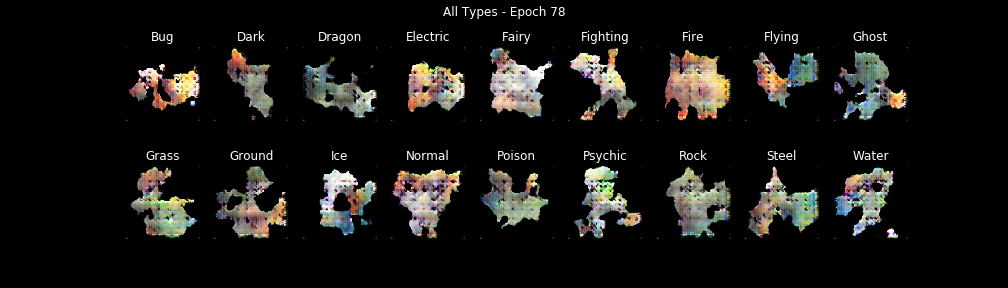 All Types - Epoch 78
Bug Dark Dragon Electric Fairy Fighting Fire Flying Ghost
Grass Ground Ice Normal Poison Psychic Rock Steel Water